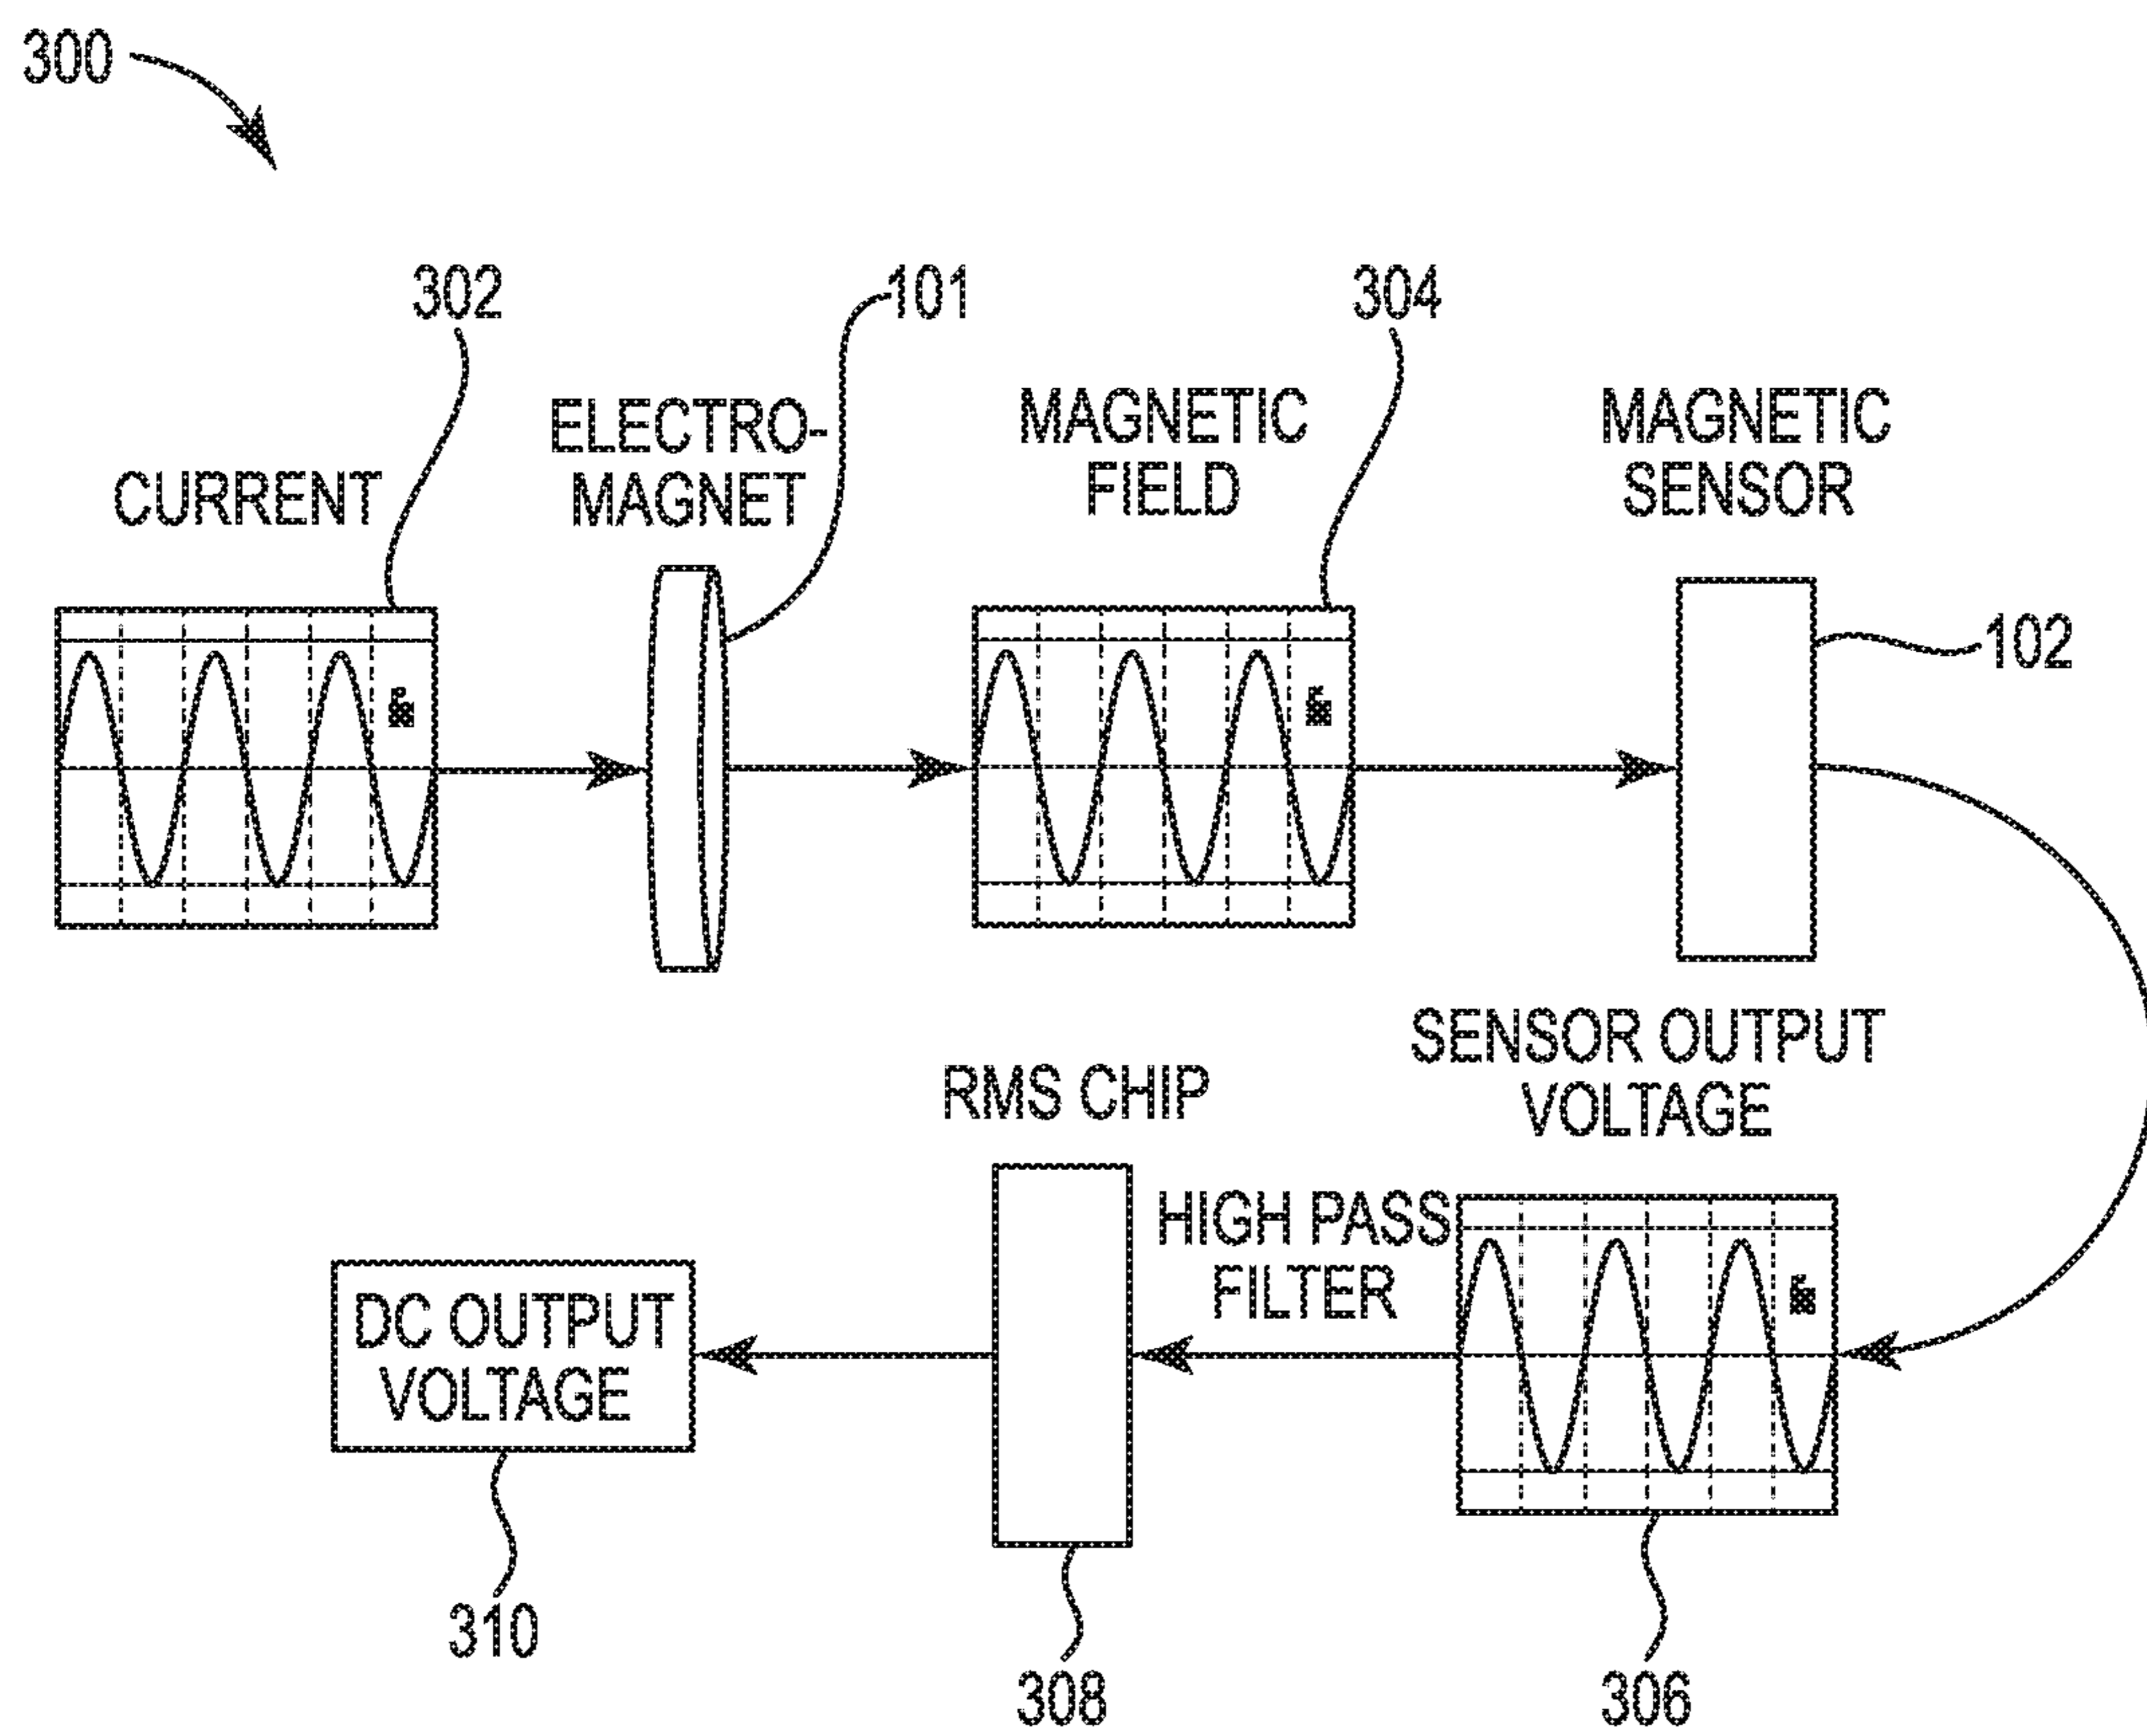 300
302
101
304
CURRENT
ELECTRO-
MAGNET
MAGNETIC
FIELD
MAGNETIC
SENSOR
102
SENSOR OUTPUT
VOLTAGE
RMS CHIP
HIGH PASS
FILTER
DC OUTPUT
VOLTAGE
310
308
306